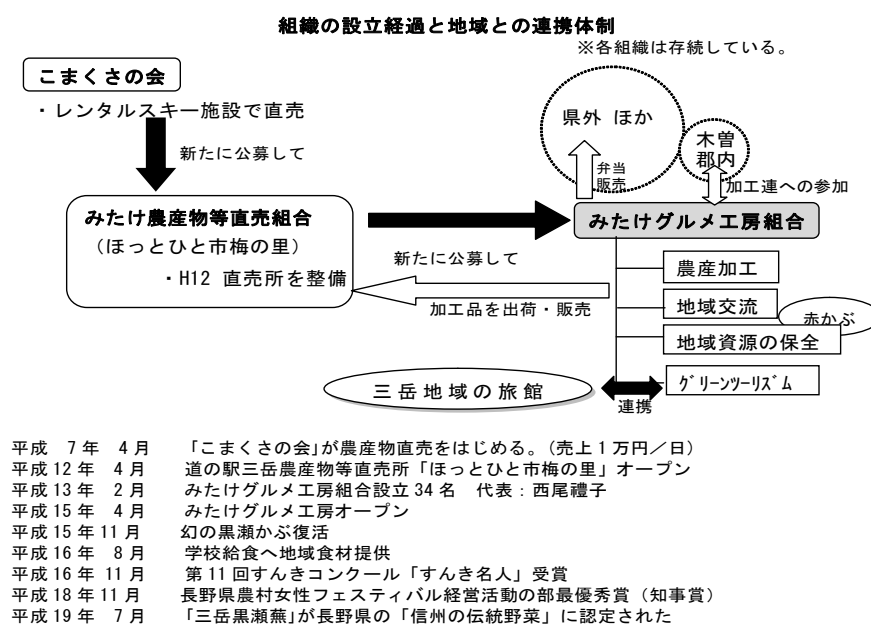 組織の設立経過と地域との連携体制
※各組織は存続している。
こまくさの会
・レンタルスキー施設で直売
新たに公募して
県外 ほか
木曽
郡内
弁当
販売
加工連への参加
みたけ農産物等直売組合
(ほっとひと市梅の里)
・H12 直売所を整備
みたけグルメ工房組合
新たに公募して
加工品を出荷・販売
農産加工
地域交流
赤かぶ
地域資源の保全
グリーンツーリズム
三岳地域の旅館
連携
平成 7年 4月 「こまくさの会」が農産物直売をはじめる。(売上1万円/日)
平成12年 4月 道の駅三岳農産物等直売所「ほっとひと市梅の里」オープン
平成13年 2月 みたけグルメ工房組合設立34名 代表:西尾禮子
平成15年 4月 みたけグルメ工房オープン
平成15年11月 幻の黒瀬かぶ復活
平成16年 8月 学校給食へ地域食材提供
平成16年11月 第11回すんきコンクール「すんき名人」受賞
平成18年11月 長野県農村女性フェスティバル経営活動の部最優秀賞(知事賞)
平成19年 7月 「三岳黒瀬蕪」が長野県の「信州の伝統野菜」に認定された